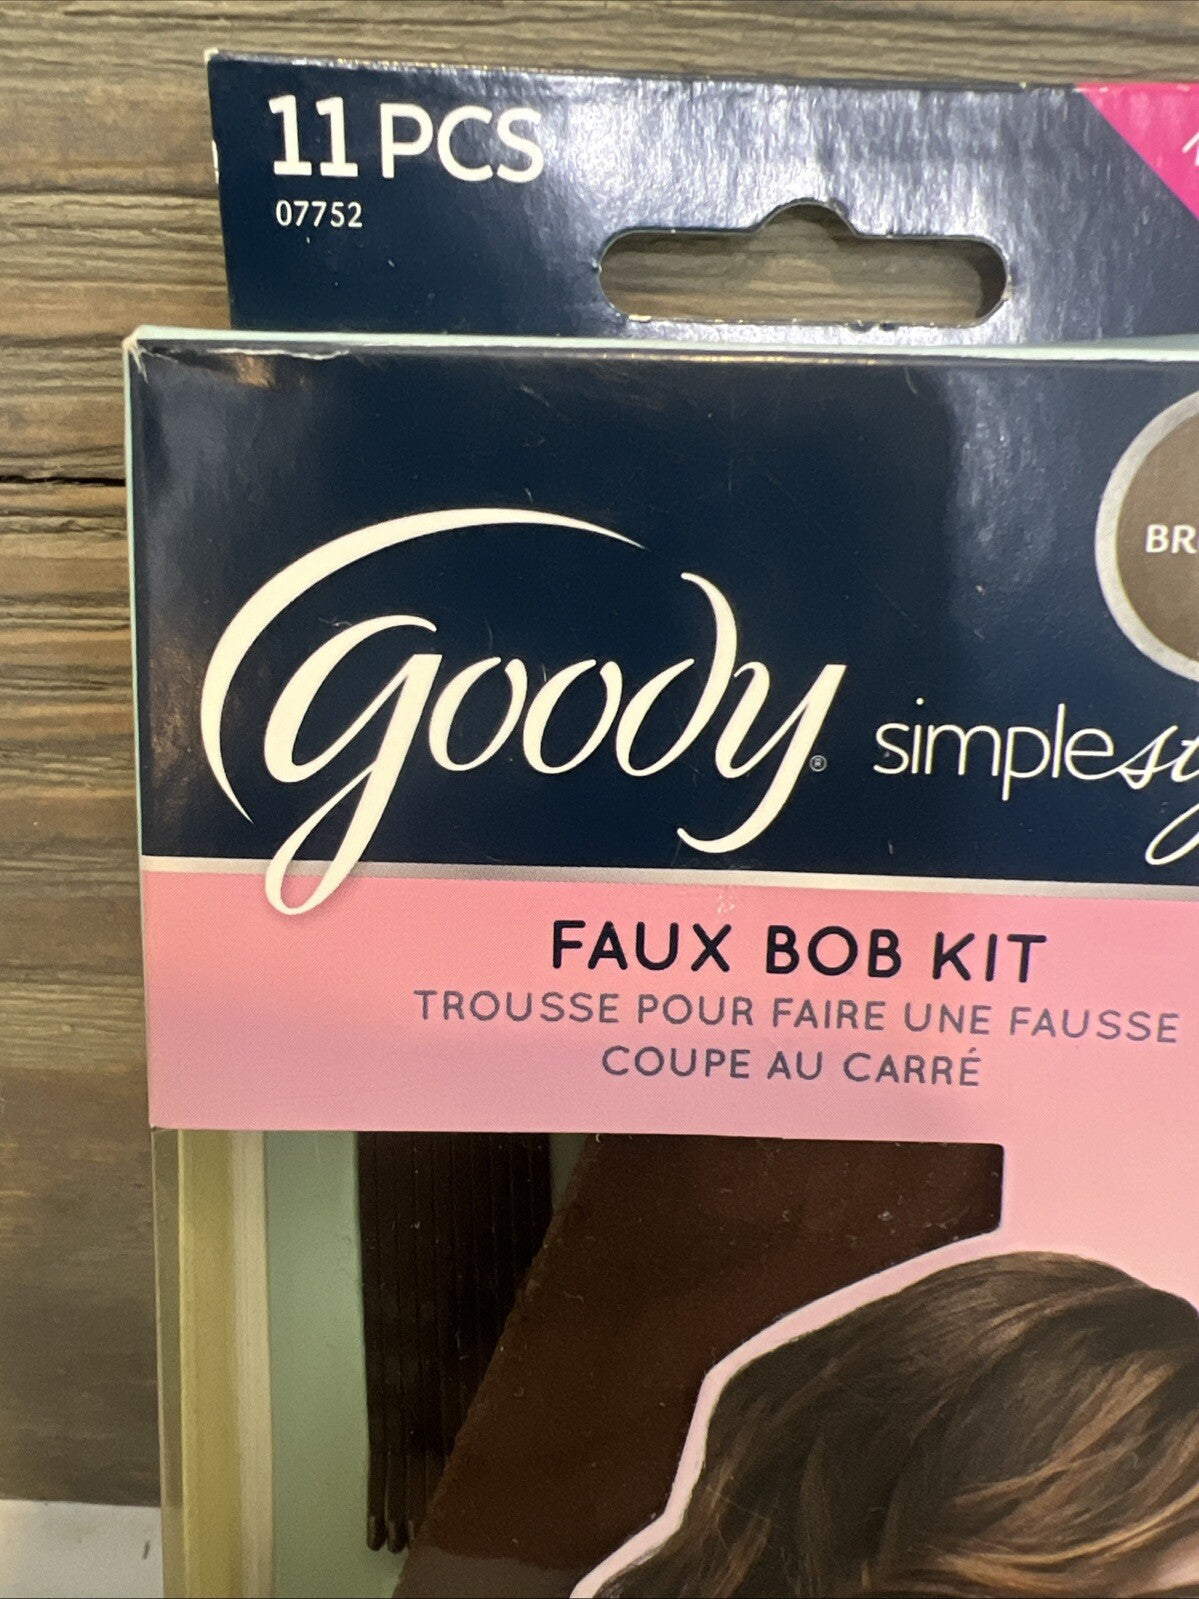 11 PCS
07752
goody® simple
FAUX BOB KIT
TROUSSE POUR FAIRE UNE FAUSSE
COUPE AU CARRÉ